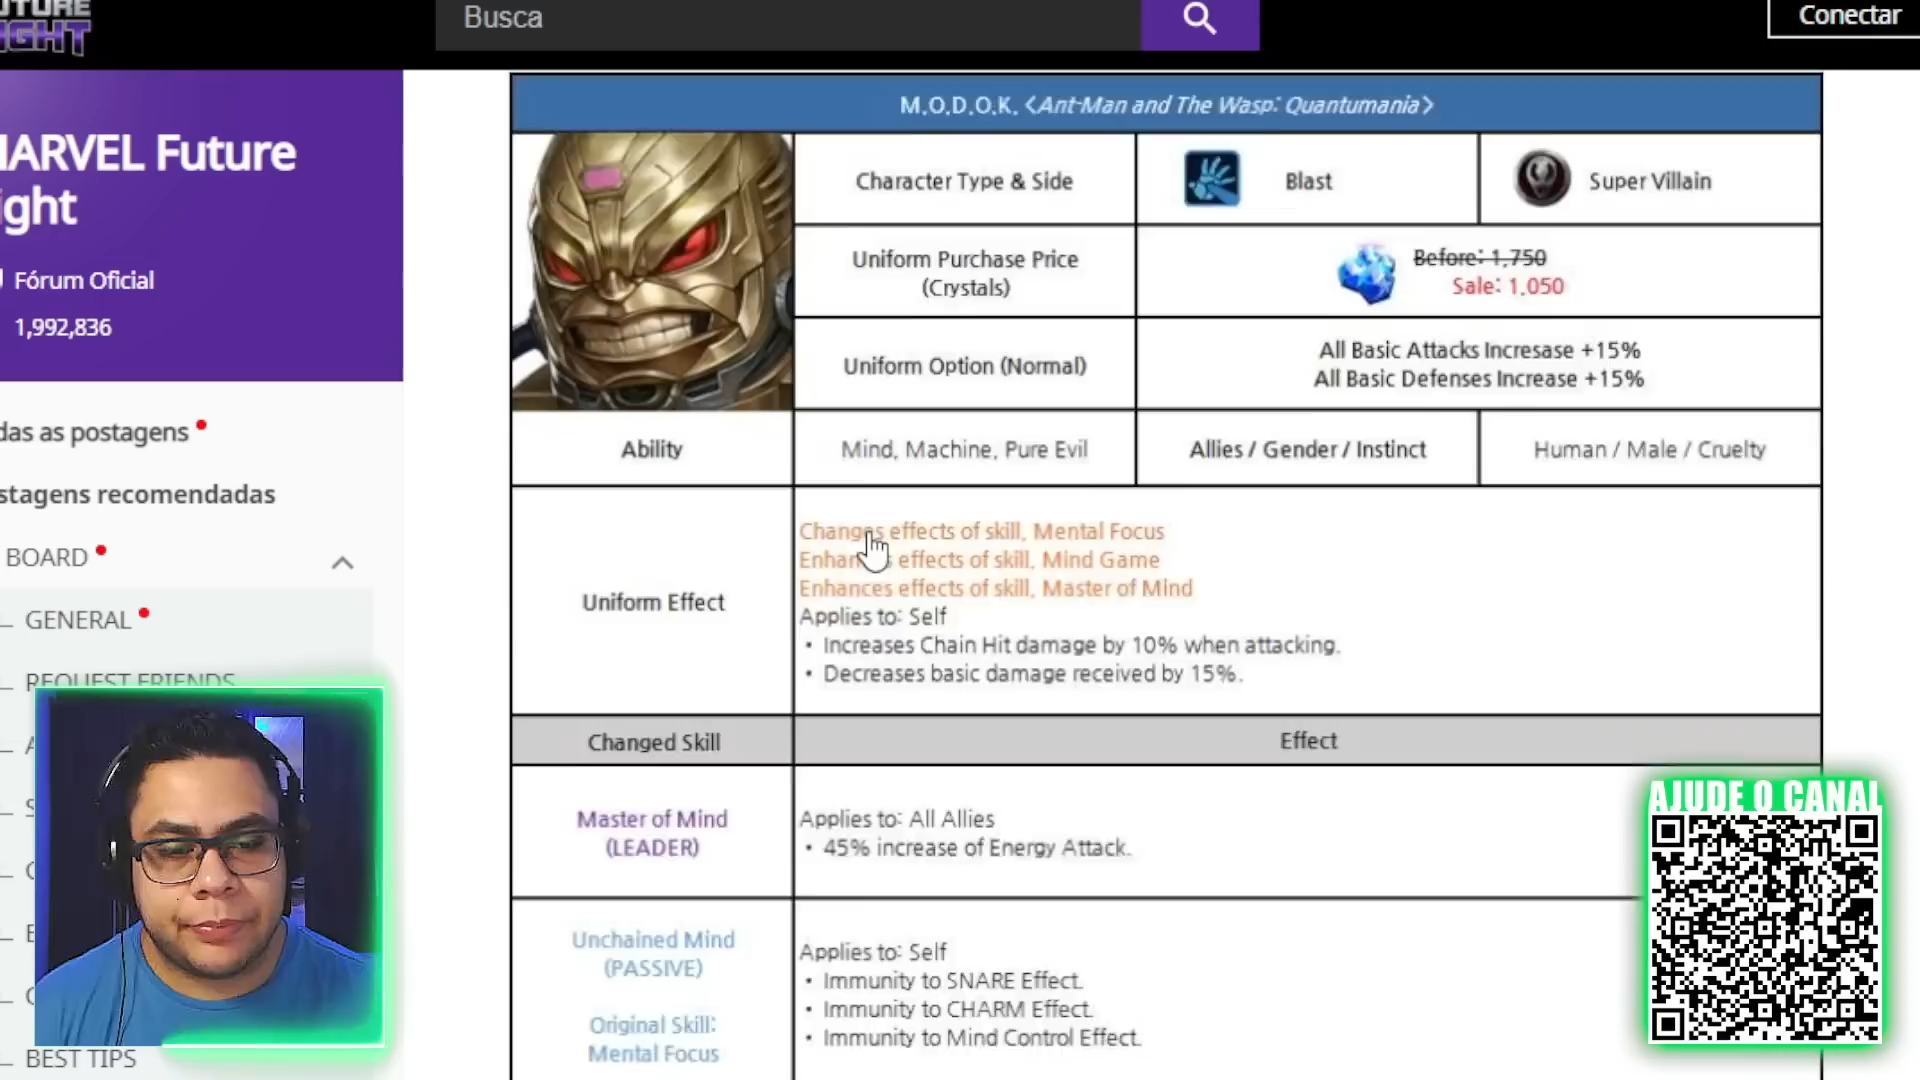 Busca
Conectar
MARVEL Future
Fight
Fórum Oficial
1,992,836
as postagens
BOARD
GENERAL
REQUEST FRIENDS
BEST TIPS
M.O.D.O.K. <Ant-Man and The Wasp: Quantumania>
Character Type & Side
Blast
Super Villain
Uniform Purchase Price
(Crystals)
Before: 1,750
Sale: 1,050
Uniform Option (Normal)
All Basic Attacks Incresase +15%
All Basic Defenses Increase +15%
Ability
Mind, Machine, Pure Evil
Allies / Gender / Instinct
Human / Male / Cruelty
Uniform Effect
Changes effects of skill, Mental Focus
Enhances effects of skill, Mind Game
Enhances effects of skill, Master of Mind
Applies to: Self
• Increases Chain Hit damage by 10% when attacking.
• Decreases basic damage received by 15%.
Changed Skill
Effect
Master of Mind
(LEADER)
Applies to: All Allies
• 45% increase of Energy Attack.
Unchained Mind
(PASSIVE)
Original Skill:
Mental Focus
Applies to: Self
• Immunity to SNARE Effect.
• Immunity to CHARM Effect.
• Immunity to Mind Control Effect.
AJUDE O CANAL